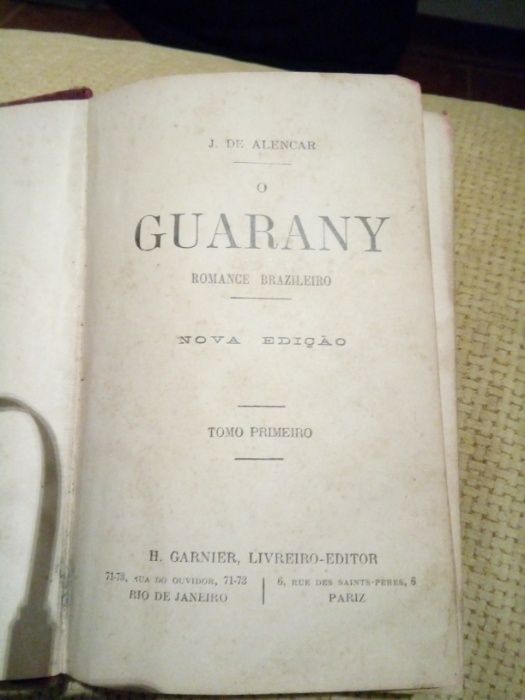 J. DE ALENCAR
O
GUARANY
ROMANCE BRAZILEIRO
NOVA EDIÇÃO
TOMO PRIMEIRO
H. GARNIER, LIVREIRO-EDITOR
71-73, RUA DO OUVIDOR, 71-73
RIO DE JANEIRO
6, RUE DES SAINTS-PÈRES, 6
PARIZ